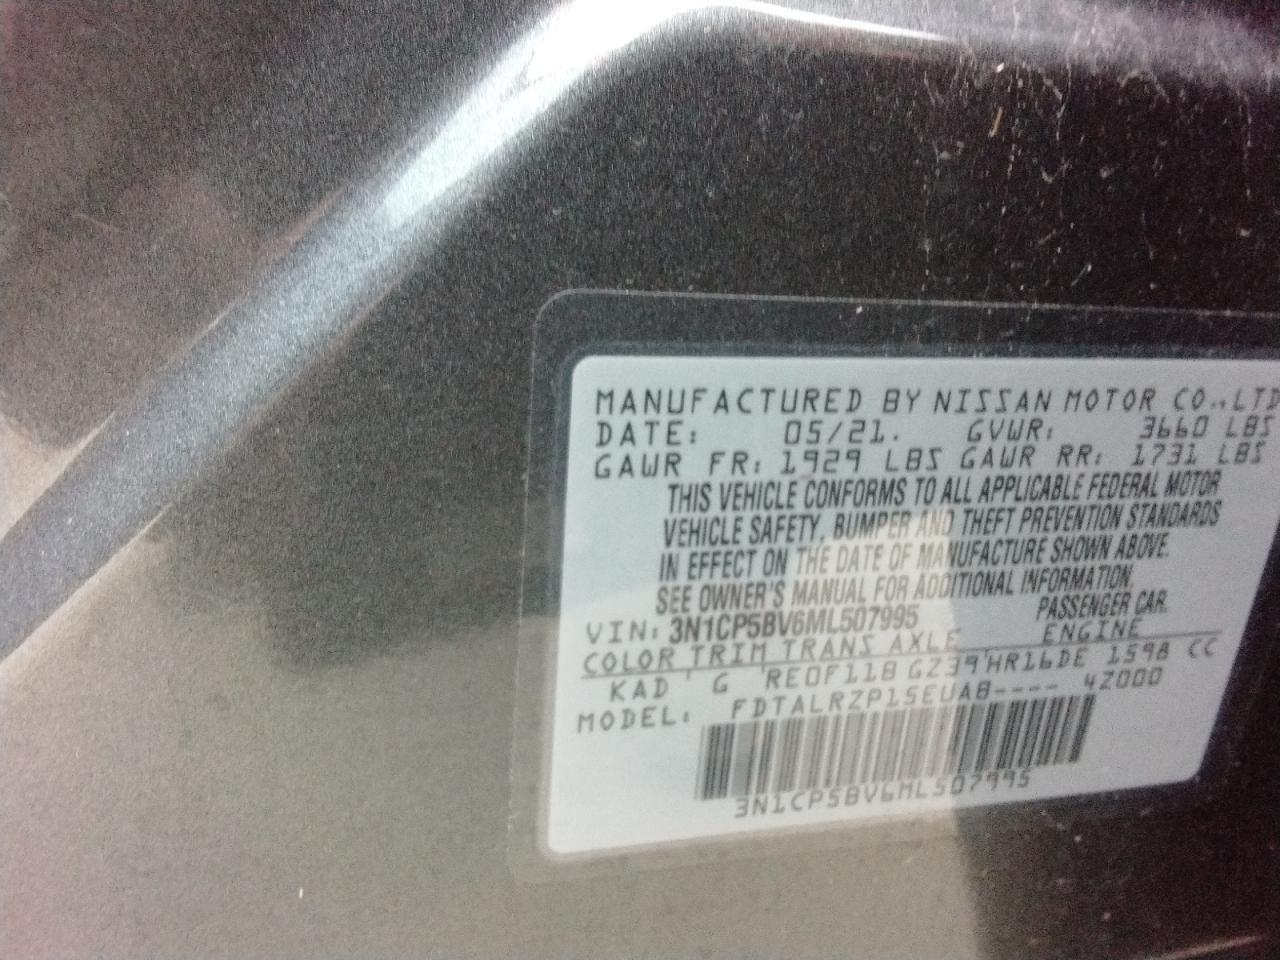 MANUFACTURED BY NISSAN MOTOR CO.,LTD
DATE: 05/21. GVWR: 3660 LBS
GAWR FR: 1929 LBS GAWR RR: 1731 LBS
THIS VEHICLE CONFORMS TO ALL APPLICABLE FEDERAL MOTOR
VEHICLE SAFETY, BUMPER AND THEFT PREVENTION STANDARDS
IN EFFECT ON THE DATE OF MANUFACTURE SHOWN ABOVE.
SEE OWNER'S MANUAL FOR ADDITIONAL INFORMATION.
VIN: 3N1CP5BV6ML507995 PASSENGER CAR
COLOR TRIM TRANS AXLE ENGINE
KAD G RE0F11B GZ39 HR16DE 1598 CC
MODEL: FDTALRZP15EUAB---- 4Z000
3N1CP5BV6ML507995